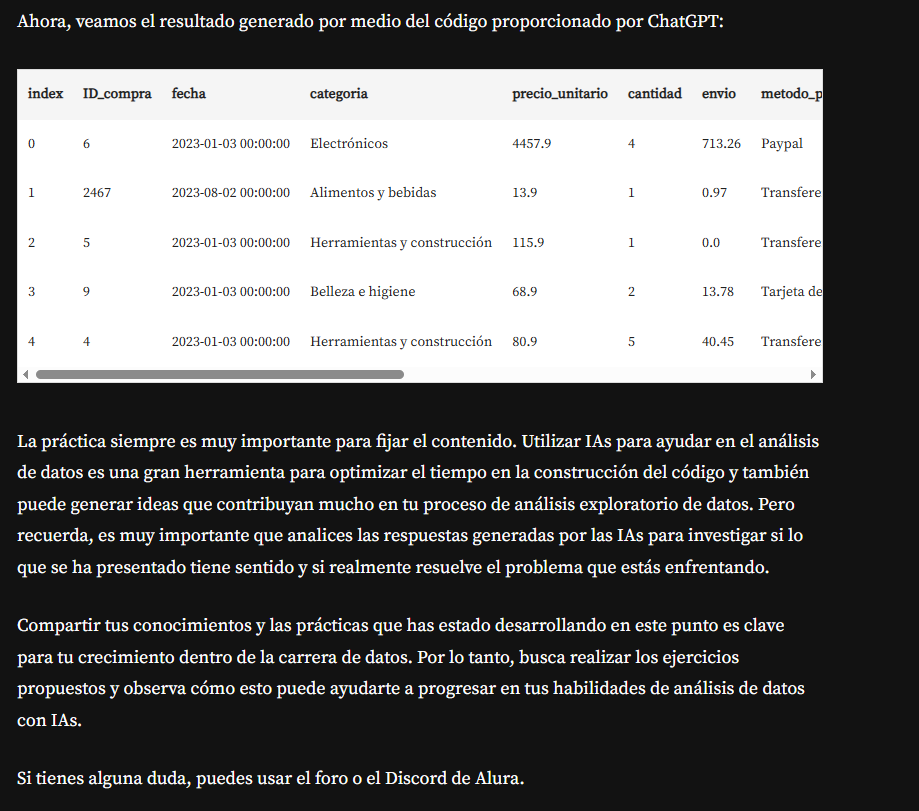 Ahora, veamos el resultado generado por medio del código proporcionado por ChatGPT:
index ID_compra fecha categoria precio_unitario cantidad envio metodo_p
0 6 2023-01-03 00:00:00 Electrónicos 4457.9 4 713.26 Paypal
1 2467 2023-08-02 00:00:00 Alimentos y bebidas 13.9 1 0.97 Transfere
2 5 2023-01-03 00:00:00 Herramientas y construcción 115.9 1 0.0 Transfere
3 9 2023-01-03 00:00:00 Belleza e higiene 68.9 2 13.78 Tarjeta de
4 4 2023-01-03 00:00:00 Herramientas y construcción 80.9 5 40.45 Transfere
La práctica siempre es muy importante para fijar el contenido. Utilizar IAs para ayudar en el análisis
de datos es una gran herramienta para optimizar el tiempo en la construcción del código y también
puede generar ideas que contribuyan mucho en tu proceso de análisis exploratorio de datos. Pero
recuerda, es muy importante que analices las respuestas generadas por las IAs para investigar si lo
que se ha presentado tiene sentido y si realmente resuelve el problema que estás enfrentando.
Compartir tus conocimientos y las prácticas que has estado desarrollando en este punto es clave
para tu crecimiento dentro de la carrera de datos. Por lo tanto, busca realizar los ejercicios
propuestos y observa cómo esto puede ayudarte a progresar en tus habilidades de análisis de datos
con IAs.
Si tienes alguna duda, puedes usar el foro o el Discord de Alura.